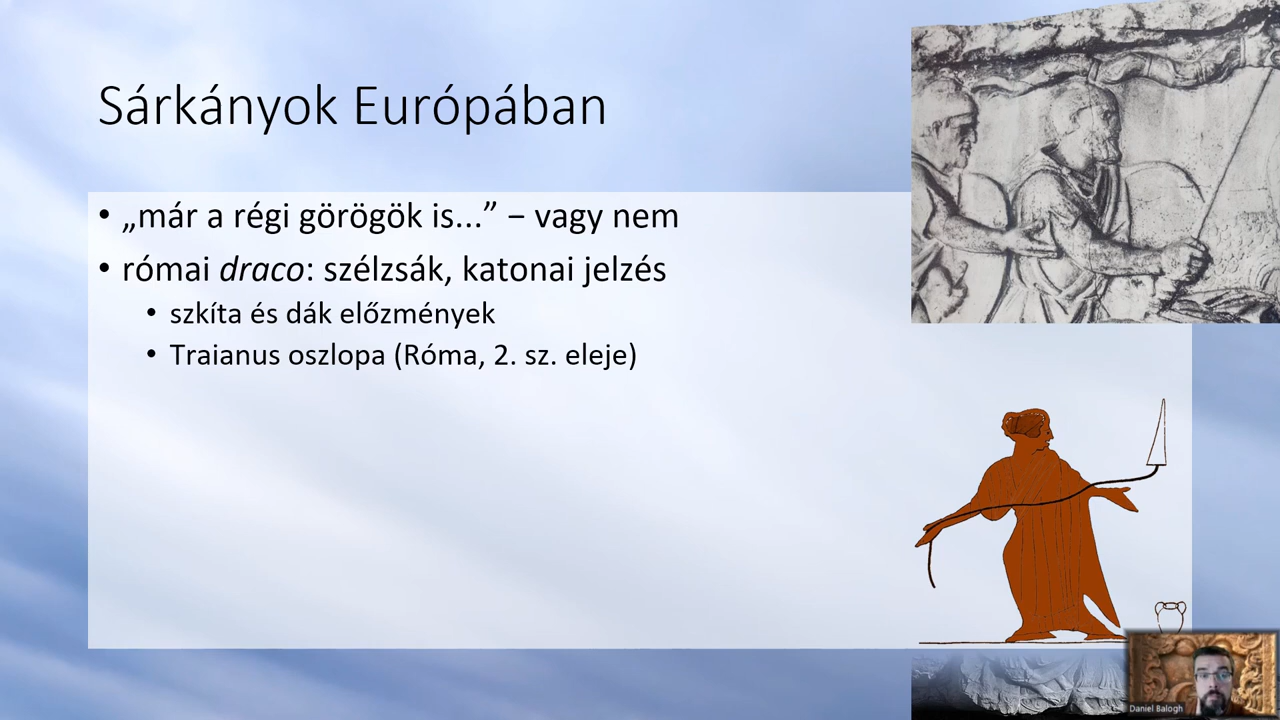 Sárkányok Európában
• „már a régi görögök is...” – vagy nem
• római draco: szélzsák, katonai jelzés
• szkíta és dák előzmények
• Traianus oszlopa (Róma, 2. sz. eleje)
Daniel Balogh